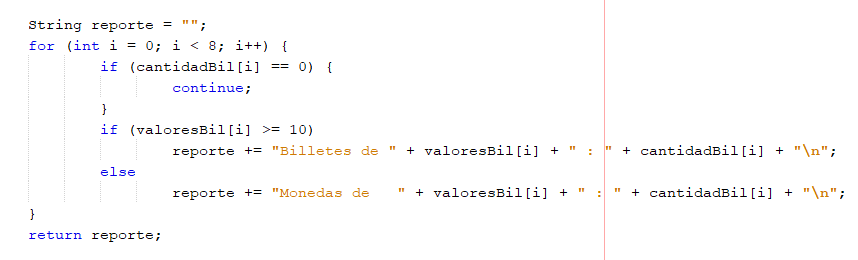 String reporte = "";
for (int i = 0; i < 8; i++) {
if (cantidadBil[i] == 0) {
continue;
}
if (valoresBil[i] >= 10)
reporte += "Billetes de " + valoresBil[i] + " : " + cantidadBil[i] + "\n";
else
reporte += "Monedas de   " + valoresBil[i] + " : " + cantidadBil[i] + "\n";
}
return reporte;